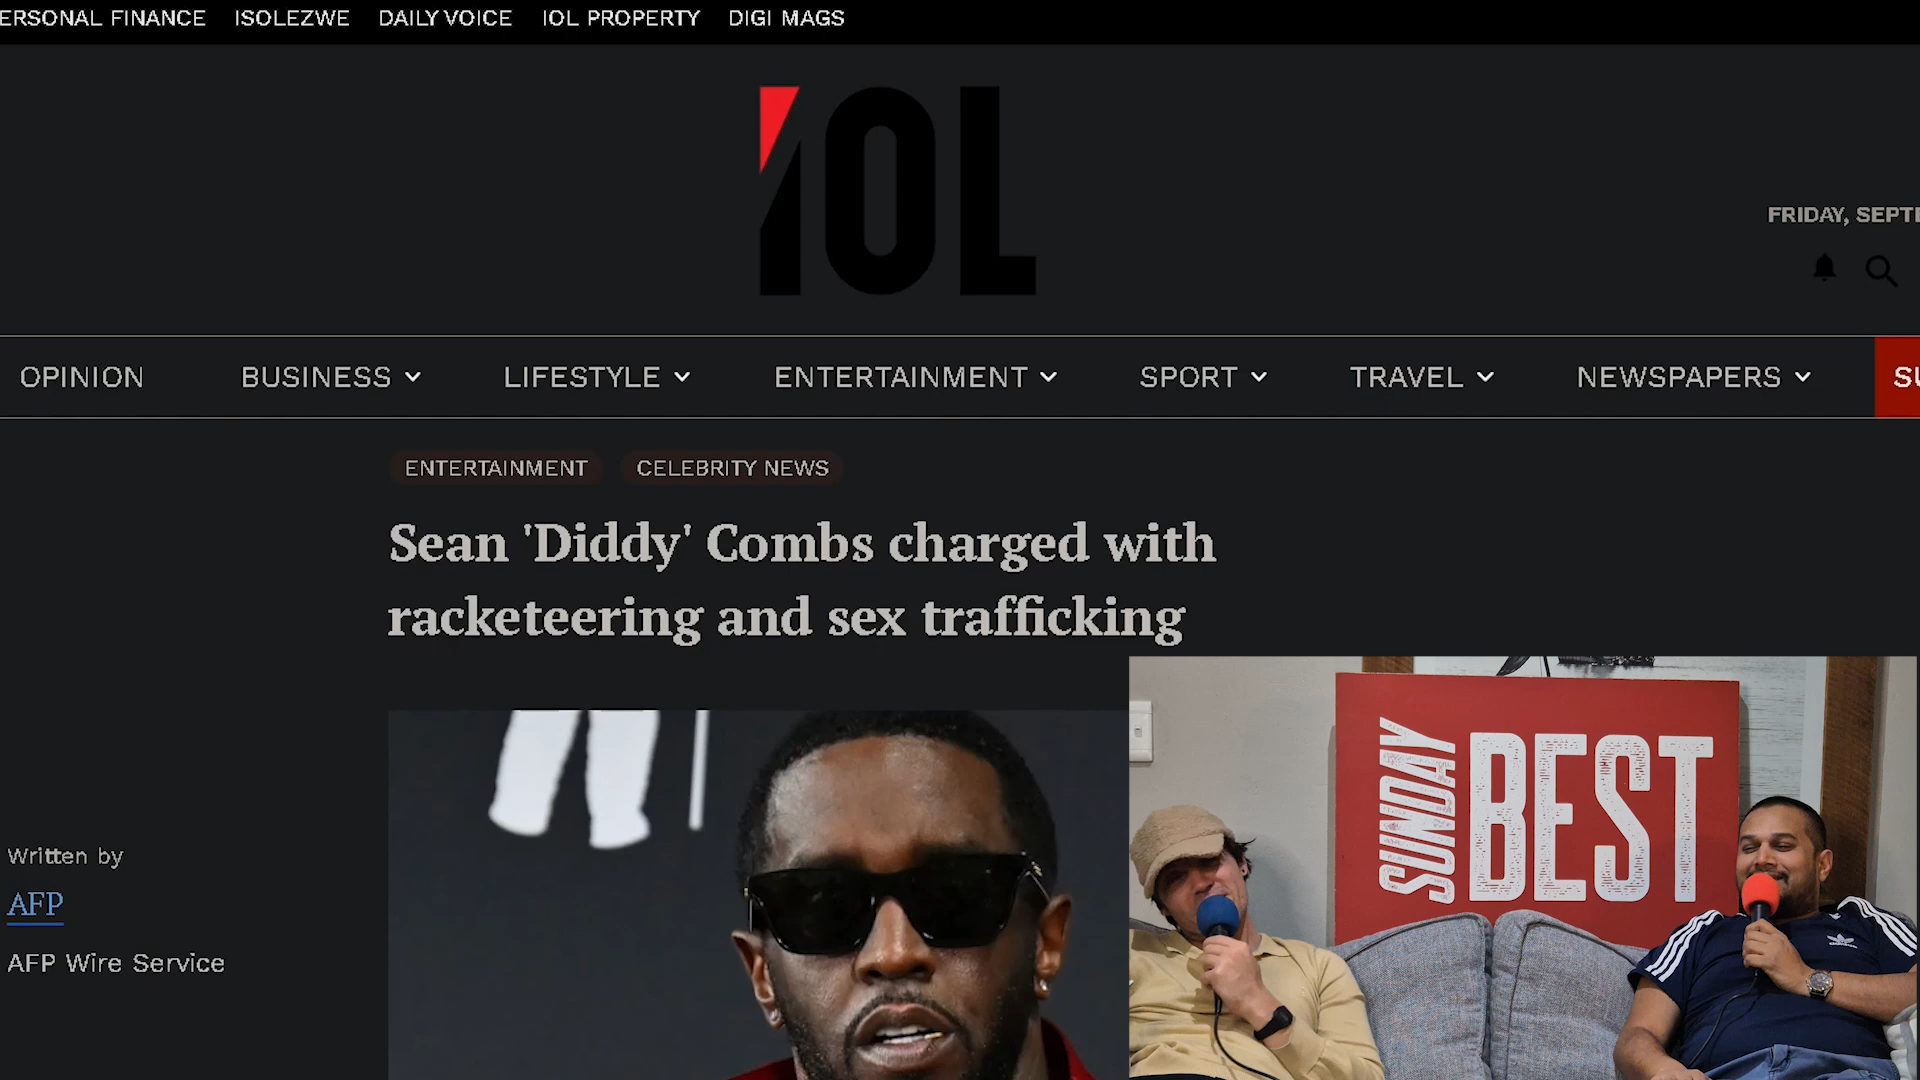 ERSONAL FINANCE ISOLEZWE DAILY VOICE IOL PROPERTY DIGI MAGS
IOL
FRIDAY, SEPTE
OPINION BUSINESS LIFESTYLE ENTERTAINMENT SPORT TRAVEL NEWSPAPERS SU
ENTERTAINMENT CELEBRITY NEWS
Sean 'Diddy' Combs charged with
racketeering and sex trafficking
SUNDAY
BEST
Written by
AFP
AFP Wire Service